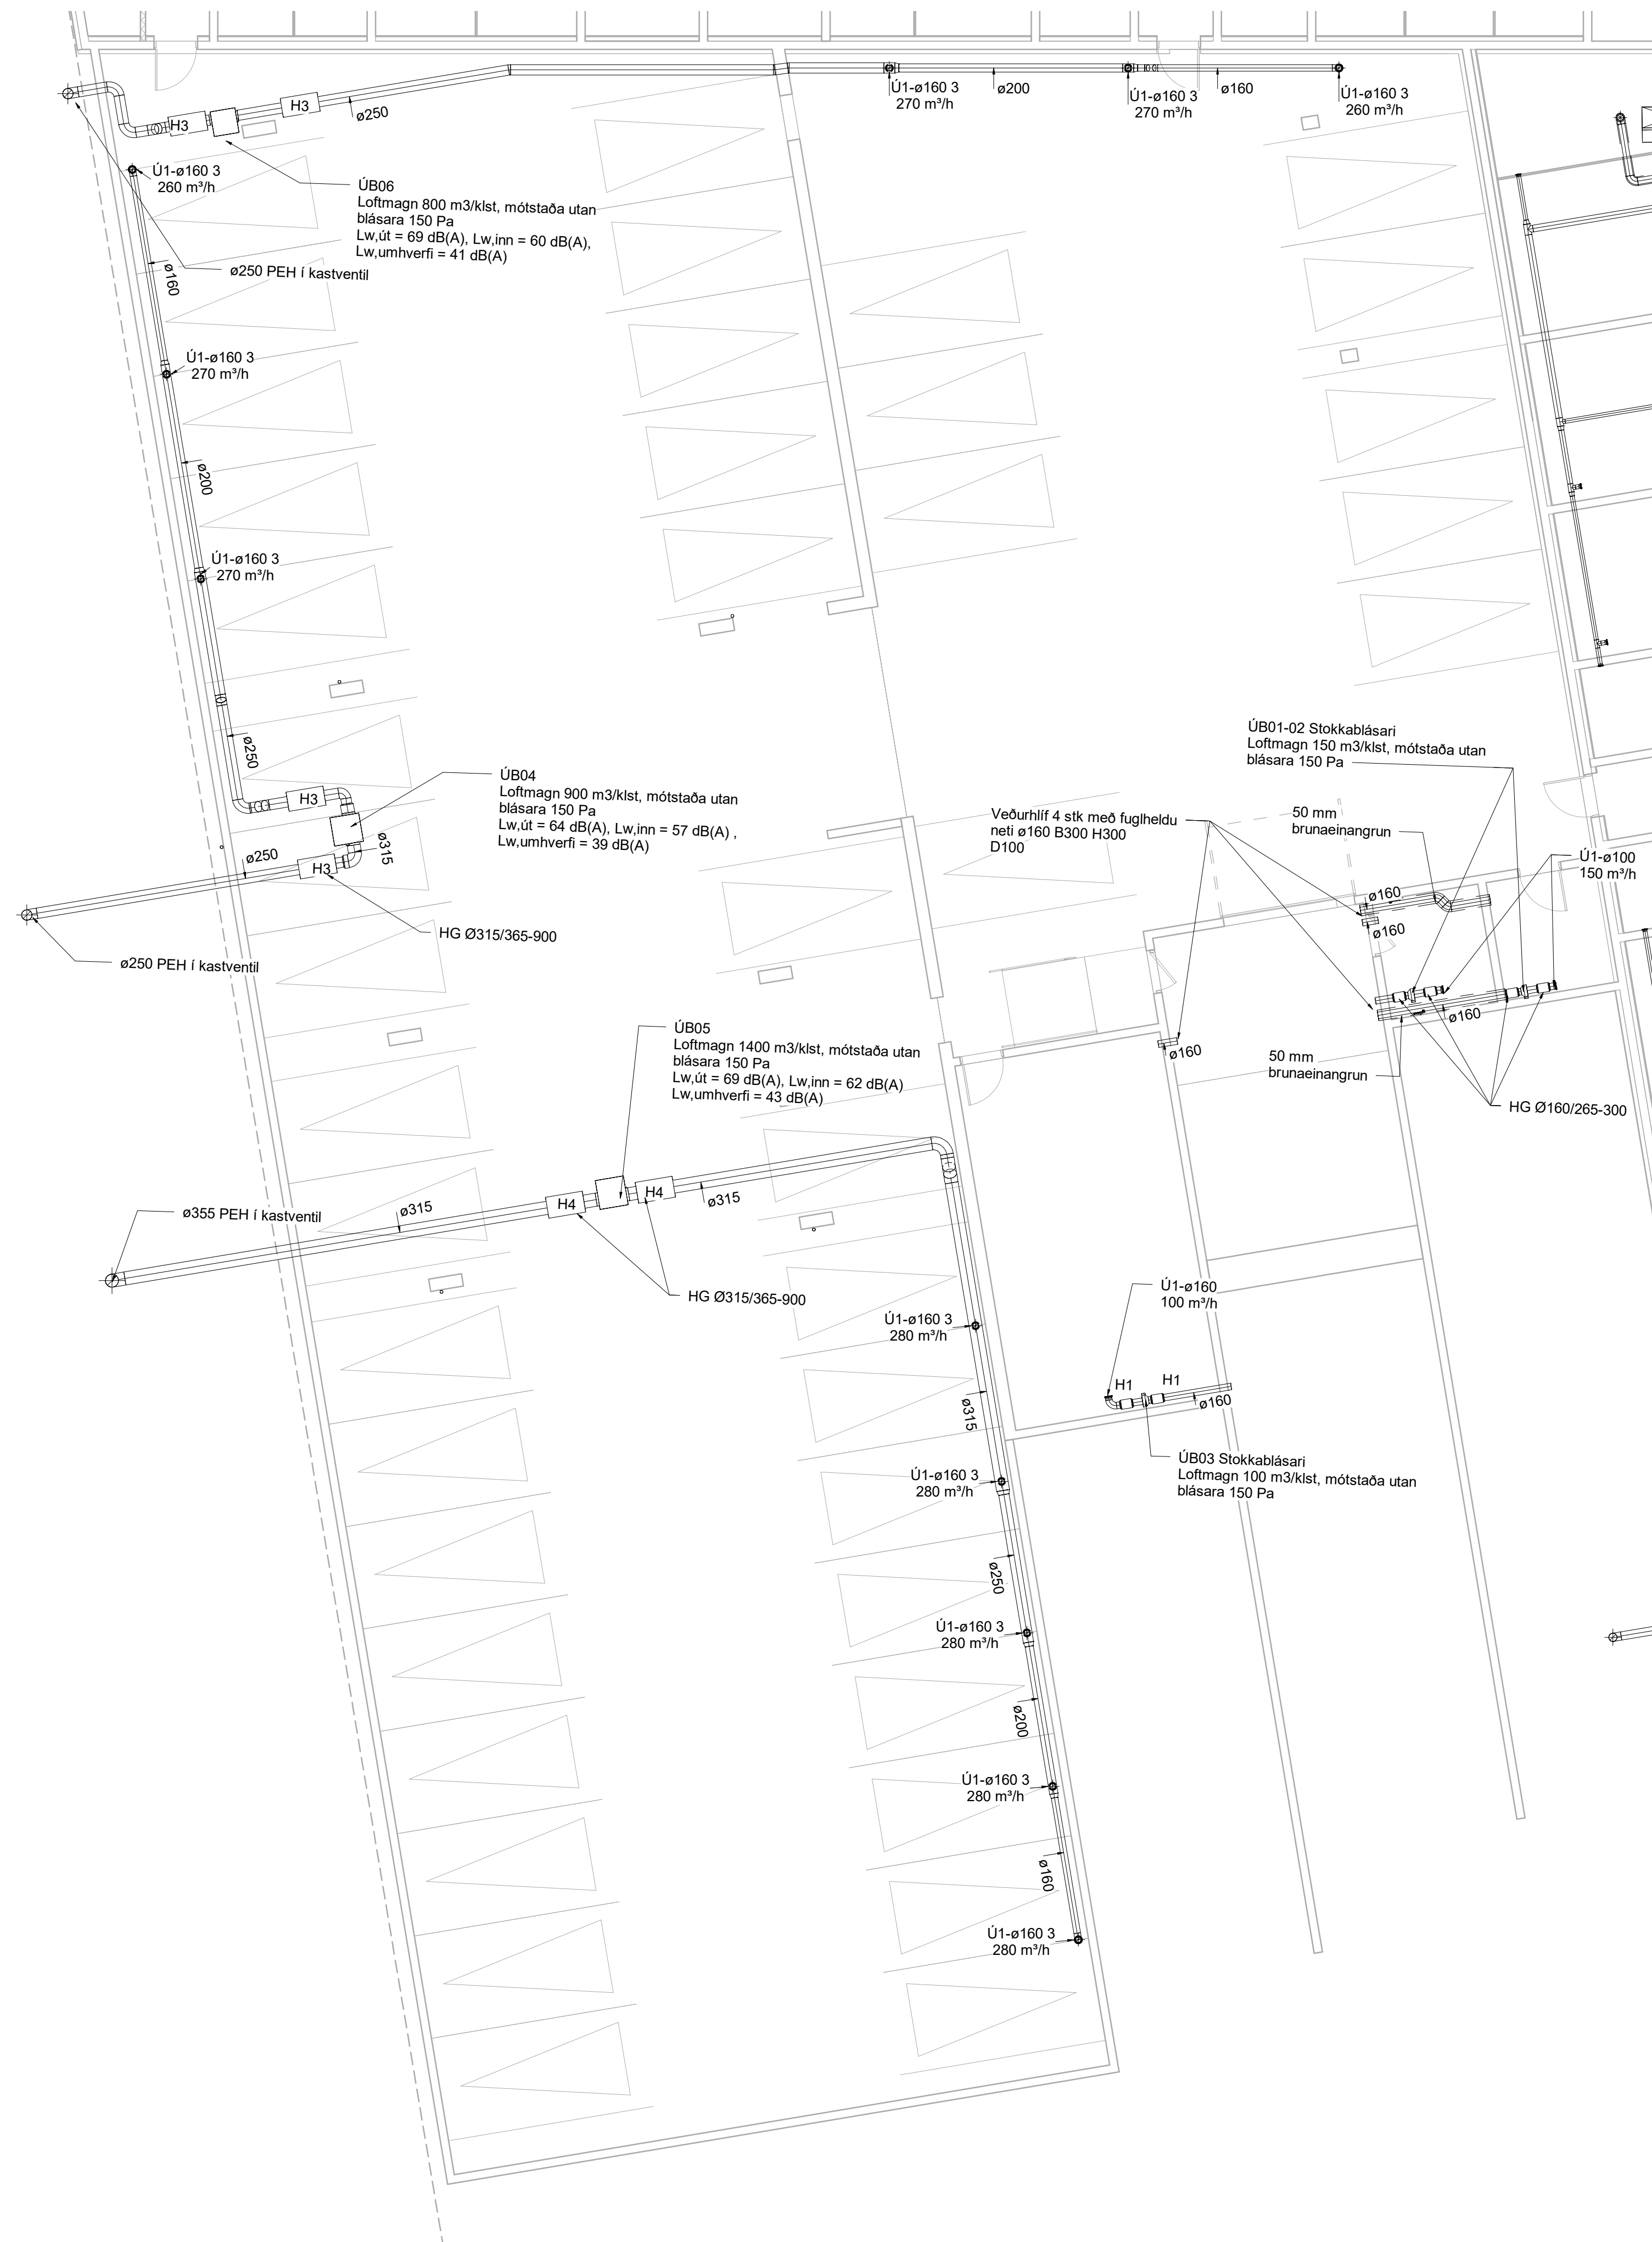 H3
H3
ø250
Ú1-ø160 3
270 m³/h
ø200
Ú1-ø160 3
270 m³/h
ø160
Ú1-ø160 3
260 m³/h
Ú1-ø160 3
260 m³/h
ÚB06
Loftmagn 800 m3/klst, mótstaða utan
blásara 150 Pa
Lw,út = 69 dB(A), Lw,inn = 60 dB(A),
Lw,umhverfi = 41 dB(A)
ø250 PEH í kastventil
ø160
Ú1-ø160 3
270 m³/h
ø200
Ú1-ø160 3
270 m³/h
ø250
H3
ÚB04
Loftmagn 900 m3/klst, mótstaða utan
blásara 150 Pa
Lw,út = 64 dB(A), Lw,inn = 57 dB(A) ,
Lw,umhverfi = 39 dB(A)
ø315
ø250
H3
HG Ø315/365-900
ø250 PEH í kastventil
ÚB01-02 Stokkablásari
Loftmagn 150 m3/klst, mótstaða utan
blásara 150 Pa
Veðurhlíf 4 stk með fuglheldu
neti ø160 B300 H300
D100
50 mm
brunaeinangrun
Ú1-ø100
150 m³/h
ø160
ø160
ø160
ø160
50 mm
brunaeinangrun
HG Ø160/265-300
ÚB05
Loftmagn 1400 m3/klst, mótstaða utan
blásara 150 Pa
Lw,út = 69 dB(A), Lw,inn = 62 dB(A)
Lw,umhverfi = 43 dB(A)
ø355 PEH í kastventil
ø315
H4
H4
ø315
HG Ø315/365-900
Ú1-ø160 3
280 m³/h
ø315
Ú1-ø160
100 m³/h
H1
H1
ø160
ÚB03 Stokkablásari
Loftmagn 100 m3/klst, mótstaða utan
blásara 150 Pa
Ú1-ø160 3
280 m³/h
ø250
Ú1-ø160 3
280 m³/h
ø200
Ú1-ø160 3
280 m³/h
ø160
Ú1-ø160 3
280 m³/h